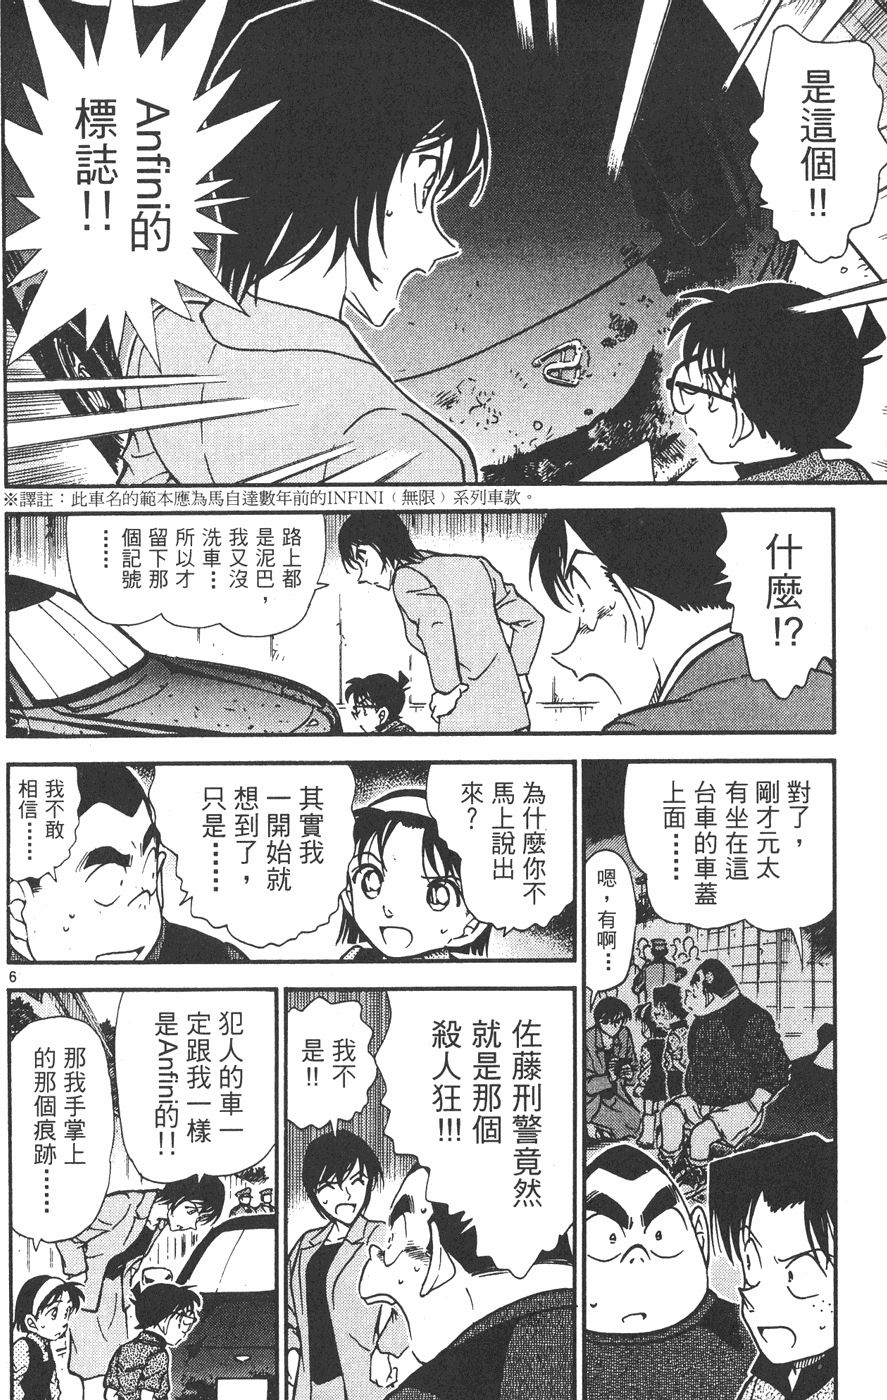 是這個!!
Anfini的
標誌!!
※譯註：此車名的範本應為馬自達數年前的INFINI（無限）系列車款。
什麼!?
路上都
是泥巴，
我又沒
洗車…
所以才
留下那
個記號
……
對了，
剛才元太
有坐在這
台車的車蓋
上面……
嗯，有啊…
為什麼你不
馬上說出
來？
其實我
一開始就
想到了，
只是……
我不敢
相信……
6
佐藤刑警竟然
就是那個
殺人狂!!!
我不
是!!
犯人的車一
定跟我一樣
是Anfini的!!
那我手掌上
的那個痕跡……